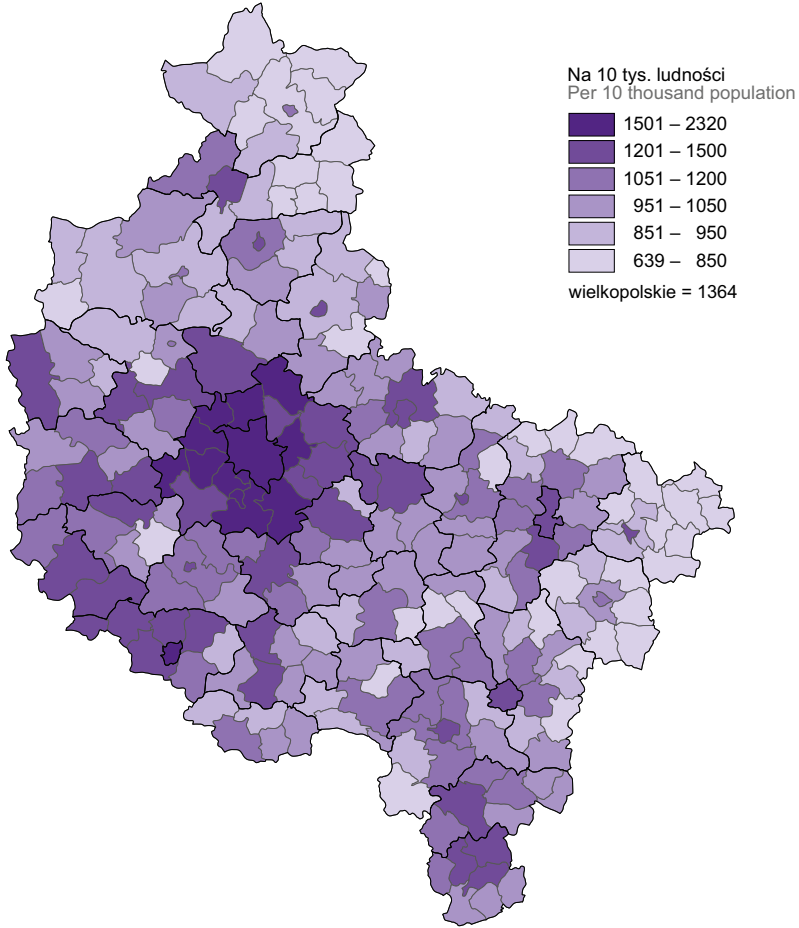 Na 10 tys. ludności
Per 10 thousand population
1501 – 2320
1201 – 1500
1051 – 1200
951 – 1050
851 – 950
639 – 850
wielkopolskie = 1364